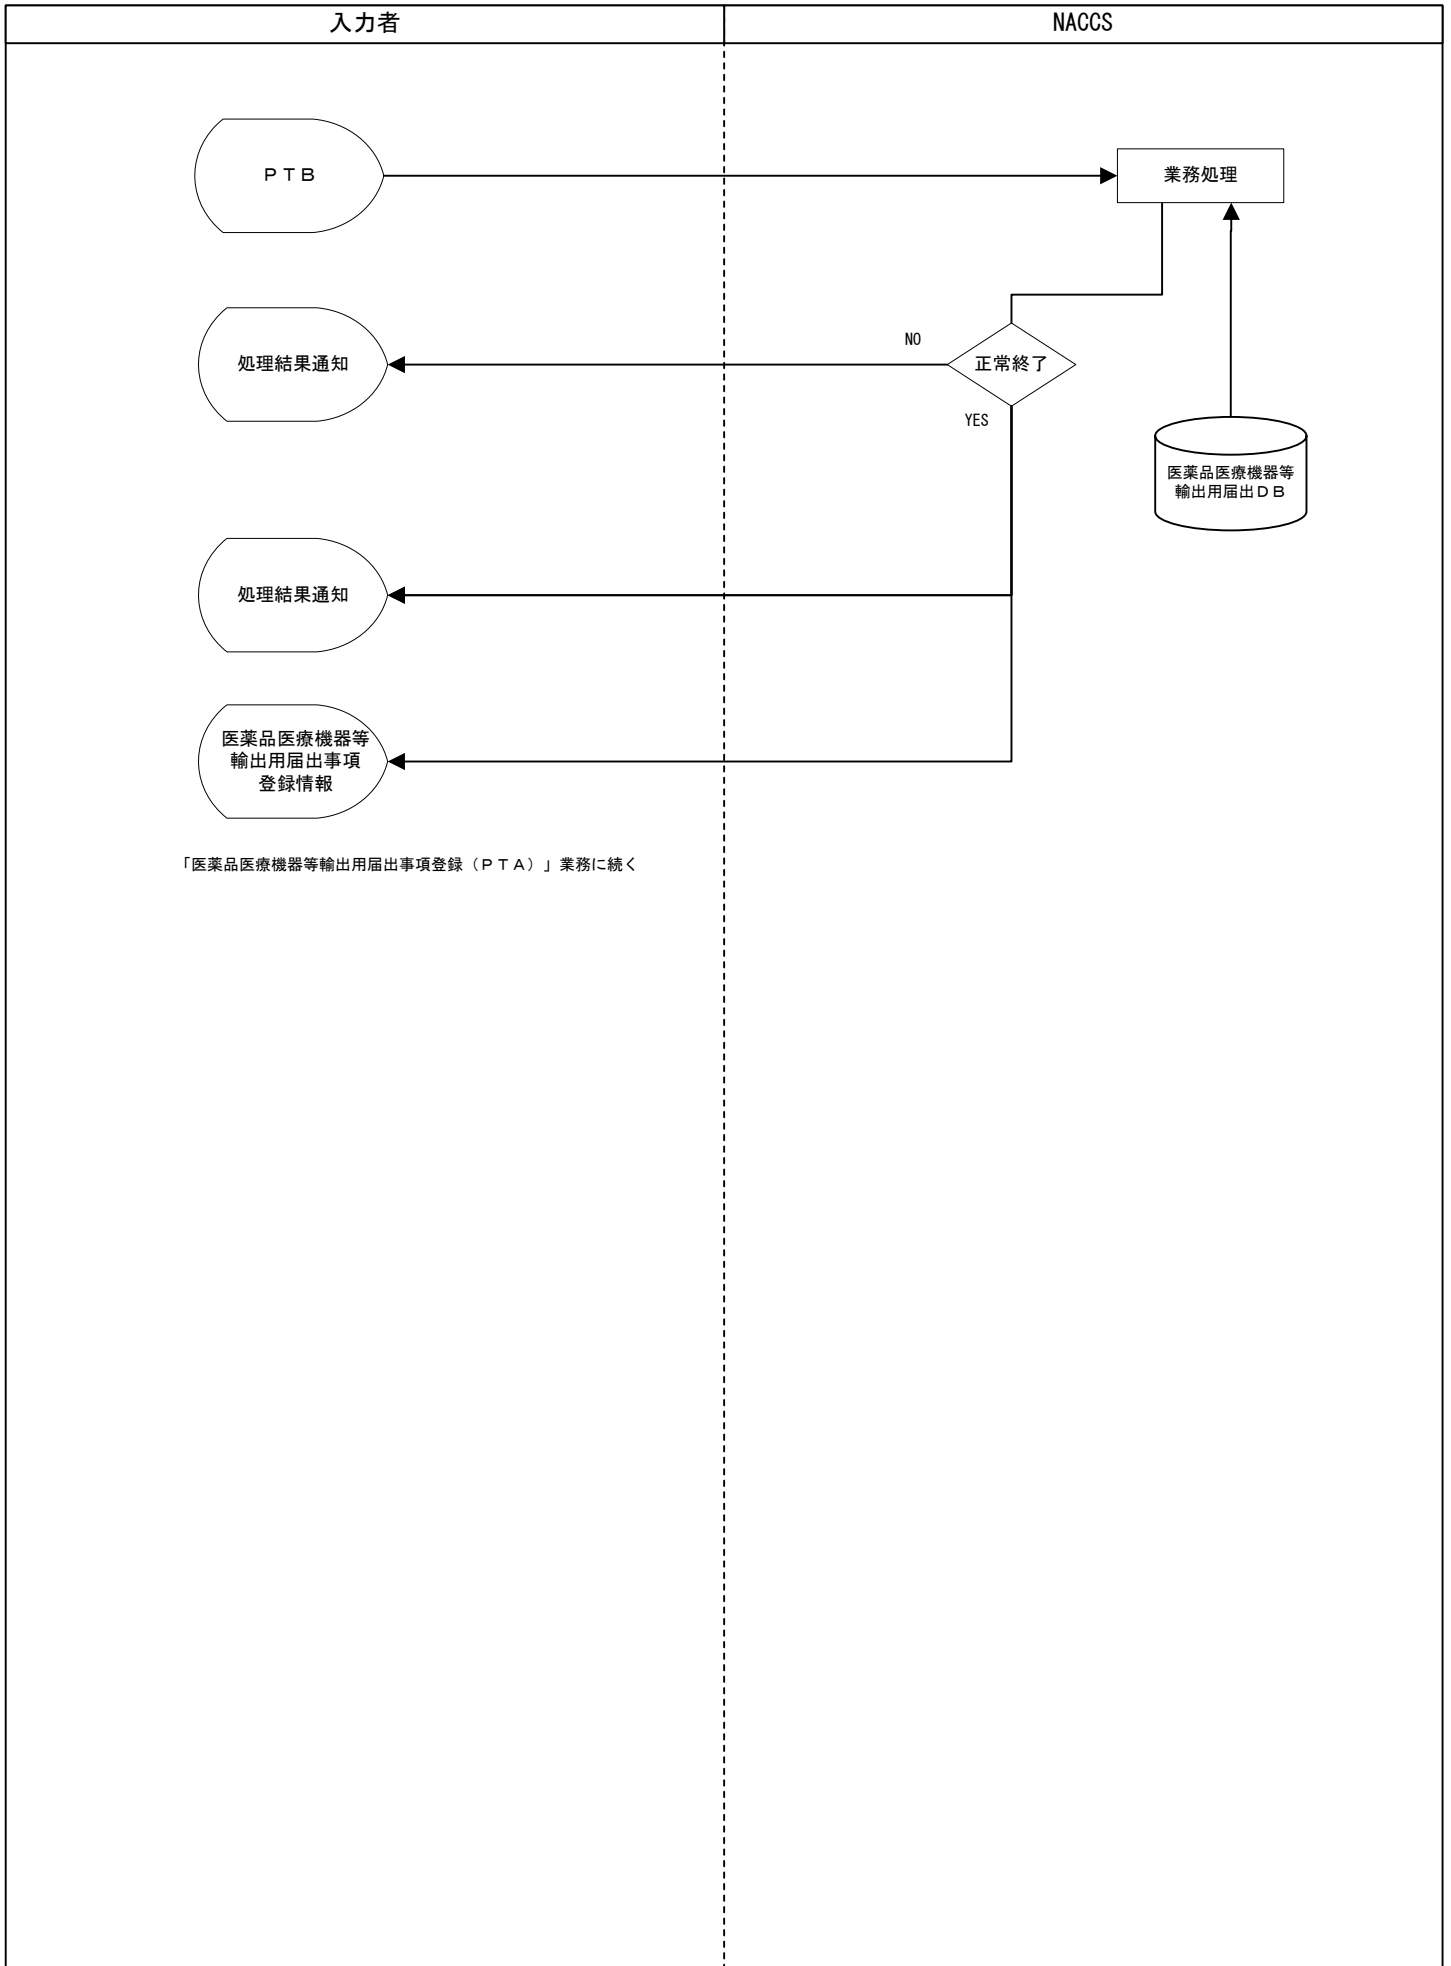 入力者
NACCS
ＰＴＢ
業務処理
NO
処理結果通知
正常終了
YES
医薬品医療機器等
輸出用届出ＤＢ
処理結果通知
医薬品医療機器等
輸出用届出事項
登録情報
「医薬品医療機器等輸出用届出事項登録（ＰＴＡ）」業務に続く